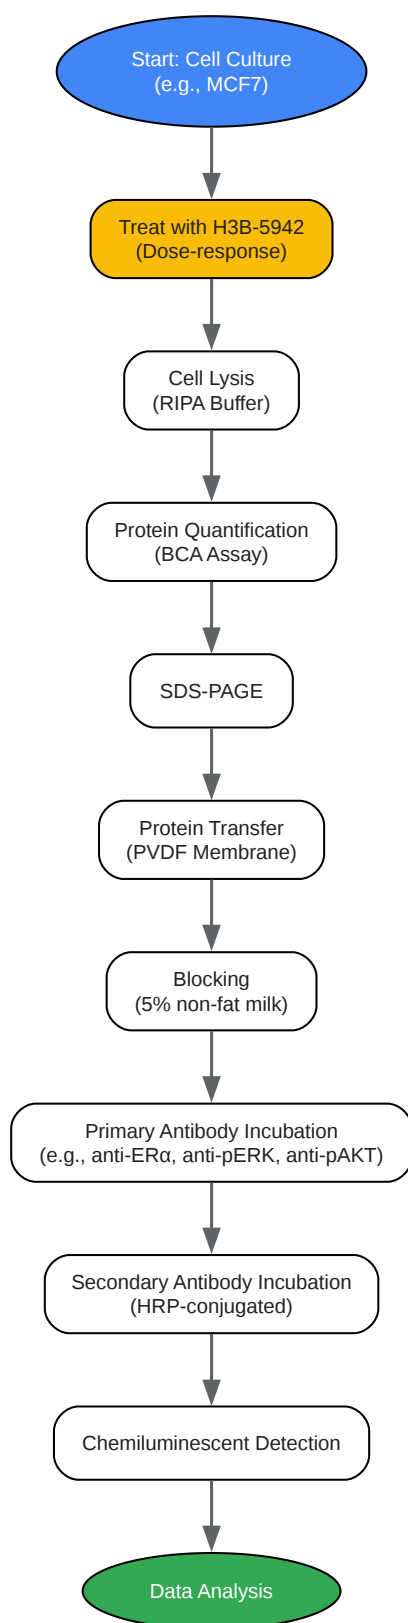 Start: Cell Culture
(e.g., MCF7)
Treat with H3B-5942
(Dose-response)
Cell Lysis
(RIPA Buffer)
Protein Quantification
(BCA Assay)
SDS-PAGE
Protein Transfer
(PVDF Membrane)
Blocking
(5% non-fat milk)
Primary Antibody Incubation
(e.g., anti-ERα, anti-pERK, anti-pAKT)
Secondary Antibody Incubation
(HRP-conjugated)
Chemiluminescent Detection
Data Analysis